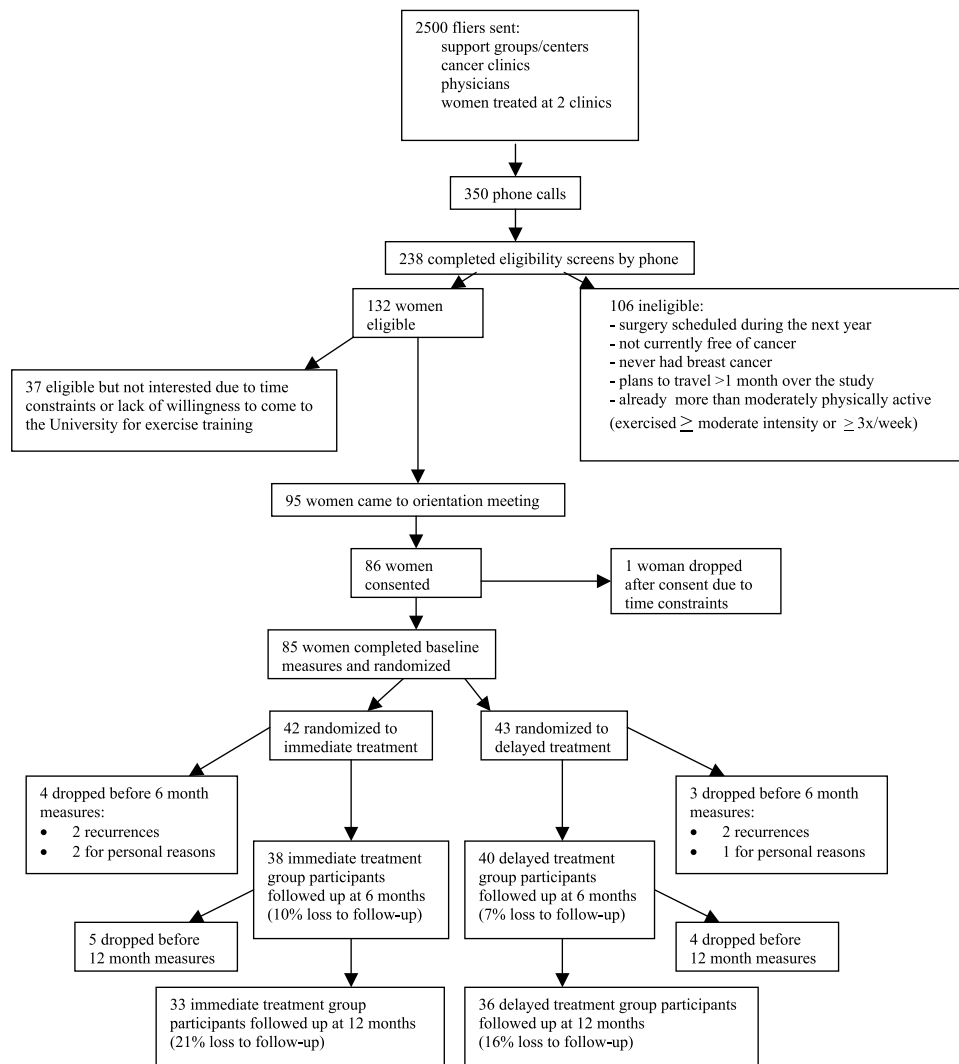 2500 fliers sent:
support groups/centers
cancer clinics
physicians
women treated at 2 clinics
350 phone calls
238 completed eligibility screens by phone
132 women
eligible
106 ineligible:
- surgery scheduled during the next year
- not currently free of cancer
- never had breast cancer
- plans to travel >1 month over the study
- already more than moderately physically active
(exercised ≥ moderate intensity or ≥ 3x/week)
37 eligible but not interested due to time
constraints or lack of willingness to come to
the University for exercise training
95 women came to orientation meeting
86 women
consented
1 woman dropped
after consent due to
time constraints
85 women completed baseline
measures and randomized
42 randomized to
immediate treatment
43 randomized to
delayed treatment
4 dropped before 6 month
measures:
• 2 recurrences
• 2 for personal reasons
3 dropped before 6 month
measures:
• 2 recurrences
• 1 for personal reasons
38 immediate treatment
group participants
followed up at 6 months
(10% loss to follow-up)
40 delayed treatment
group participants
followed up at 6 months
(7% loss to follow-up)
5 dropped before
12 month measures
4 dropped before
12 month measures
33 immediate treatment group
participants followed up at 12 months
(21% loss to follow-up)
36 delayed treatment group participants
followed up at 12 months
(16% loss to follow-up)